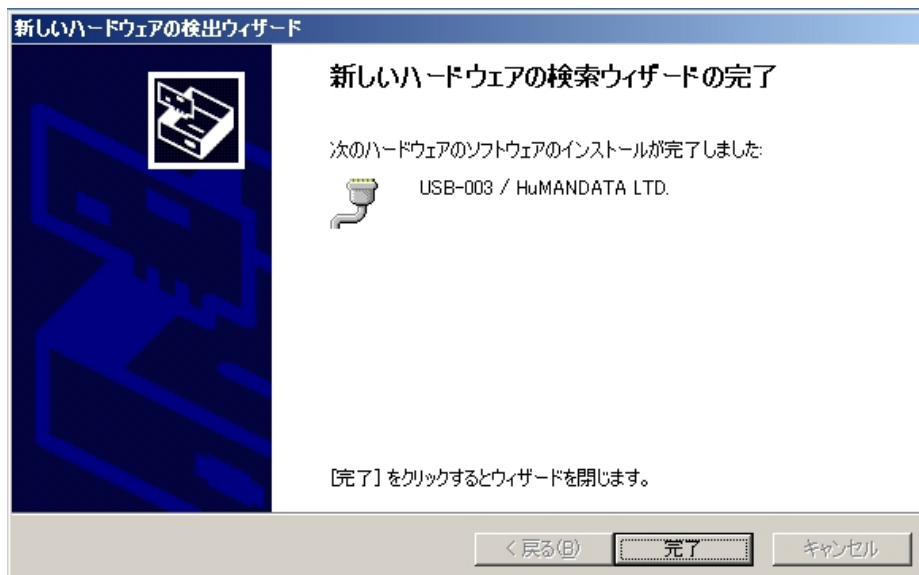 新しいハードウェアの検出ウィザード
新しいハードウェアの検索ウィザードの完了
次のハードウェアのソフトウェアのインストールが完了しました:
USB-003 / HuMANDATA LTD.
[完了] をクリックするとウィザードを閉じます。
< 戻る(B) 完了 キャンセル